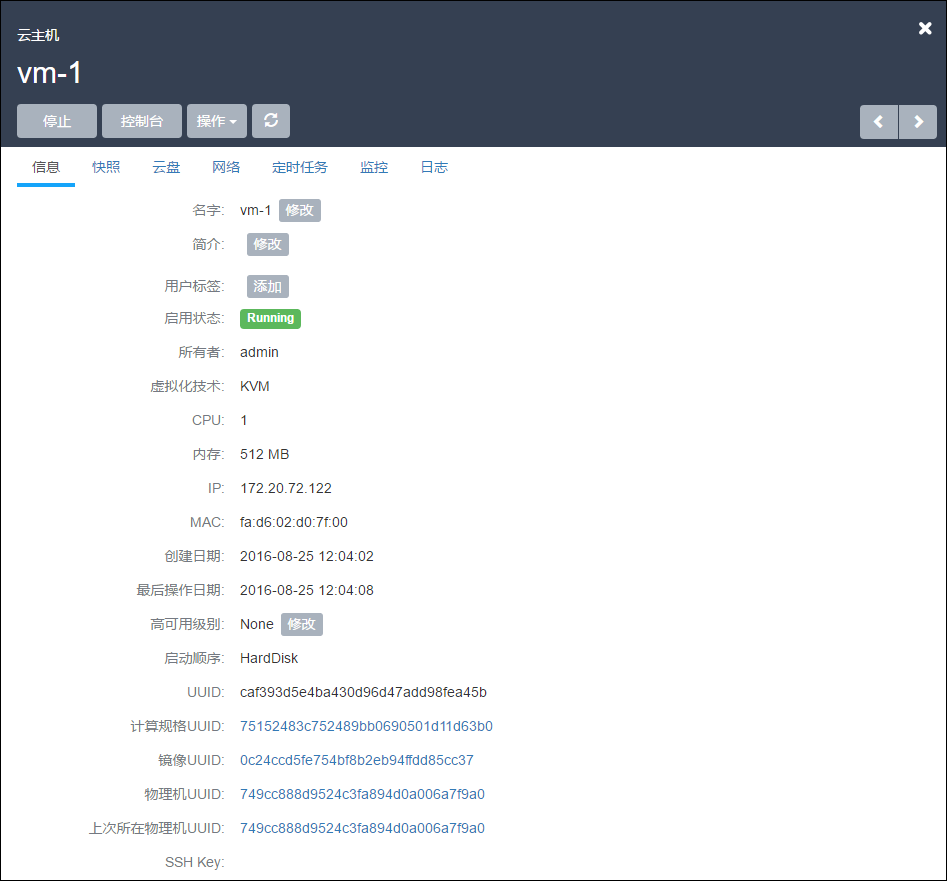 云主机
vm-1
停止 控制台 操作
信息 快照 云盘 网络 定时任务 监控 日志
名字: vm-1 修改
简介: 修改
用户标签: 添加
启用状态: Running
所有者: admin
虚拟化技术: KVM
CPU: 1
内存: 512 MB
IP: 172.20.72.122
MAC: fa:d6:02:d0:7f:00
创建日期: 2016-08-25 12:04:02
最后操作日期: 2016-08-25 12:04:08
高可用级别: None 修改
启动顺序: HardDisk
UUID: caf393d5e4ba430d96d47add98fea45b
计算规格UUID: 75152483c752489bb0690501d11d63b0
镜像UUID: 0c24ccd5fe754bf8b2eb94ffdd85cc37
物理机UUID: 749cc888d9524c3fa894d0a006a7f9a0
上次所在物理机UUID: 749cc888d9524c3fa894d0a006a7f9a0
SSH Key: